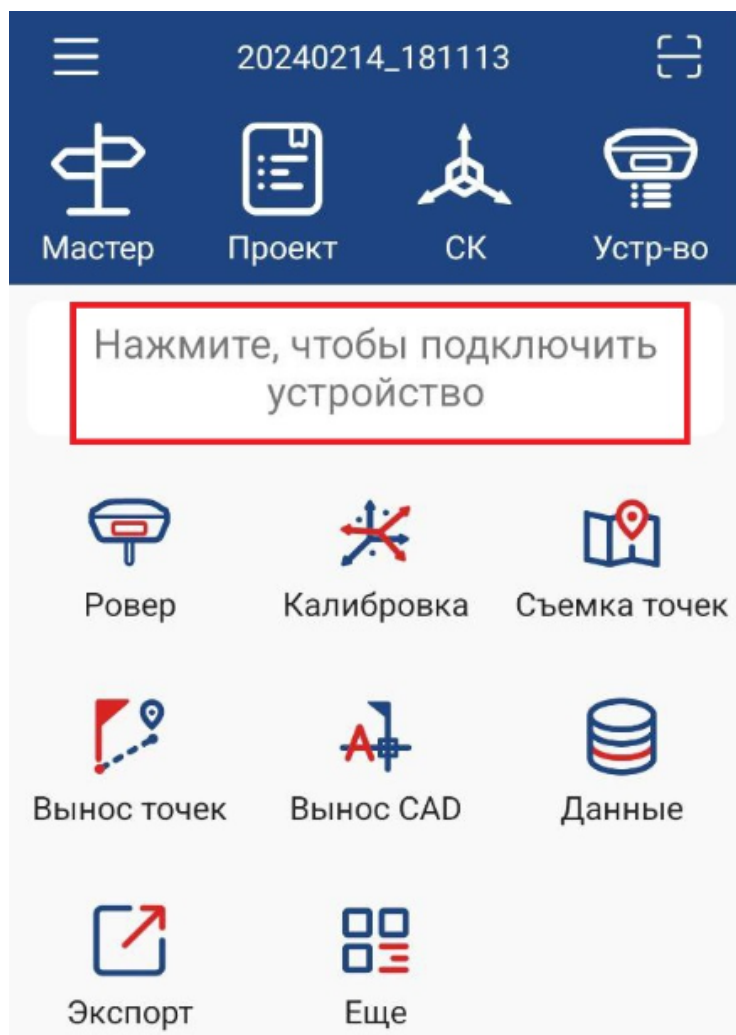 20240214_181113
Мастер Проект СК Устр-во
Нажмите, чтобы подключить
устройство
Ровер Калибровка Съемка точек
Вынос точек Вынос CAD Данные
Экспорт Еще